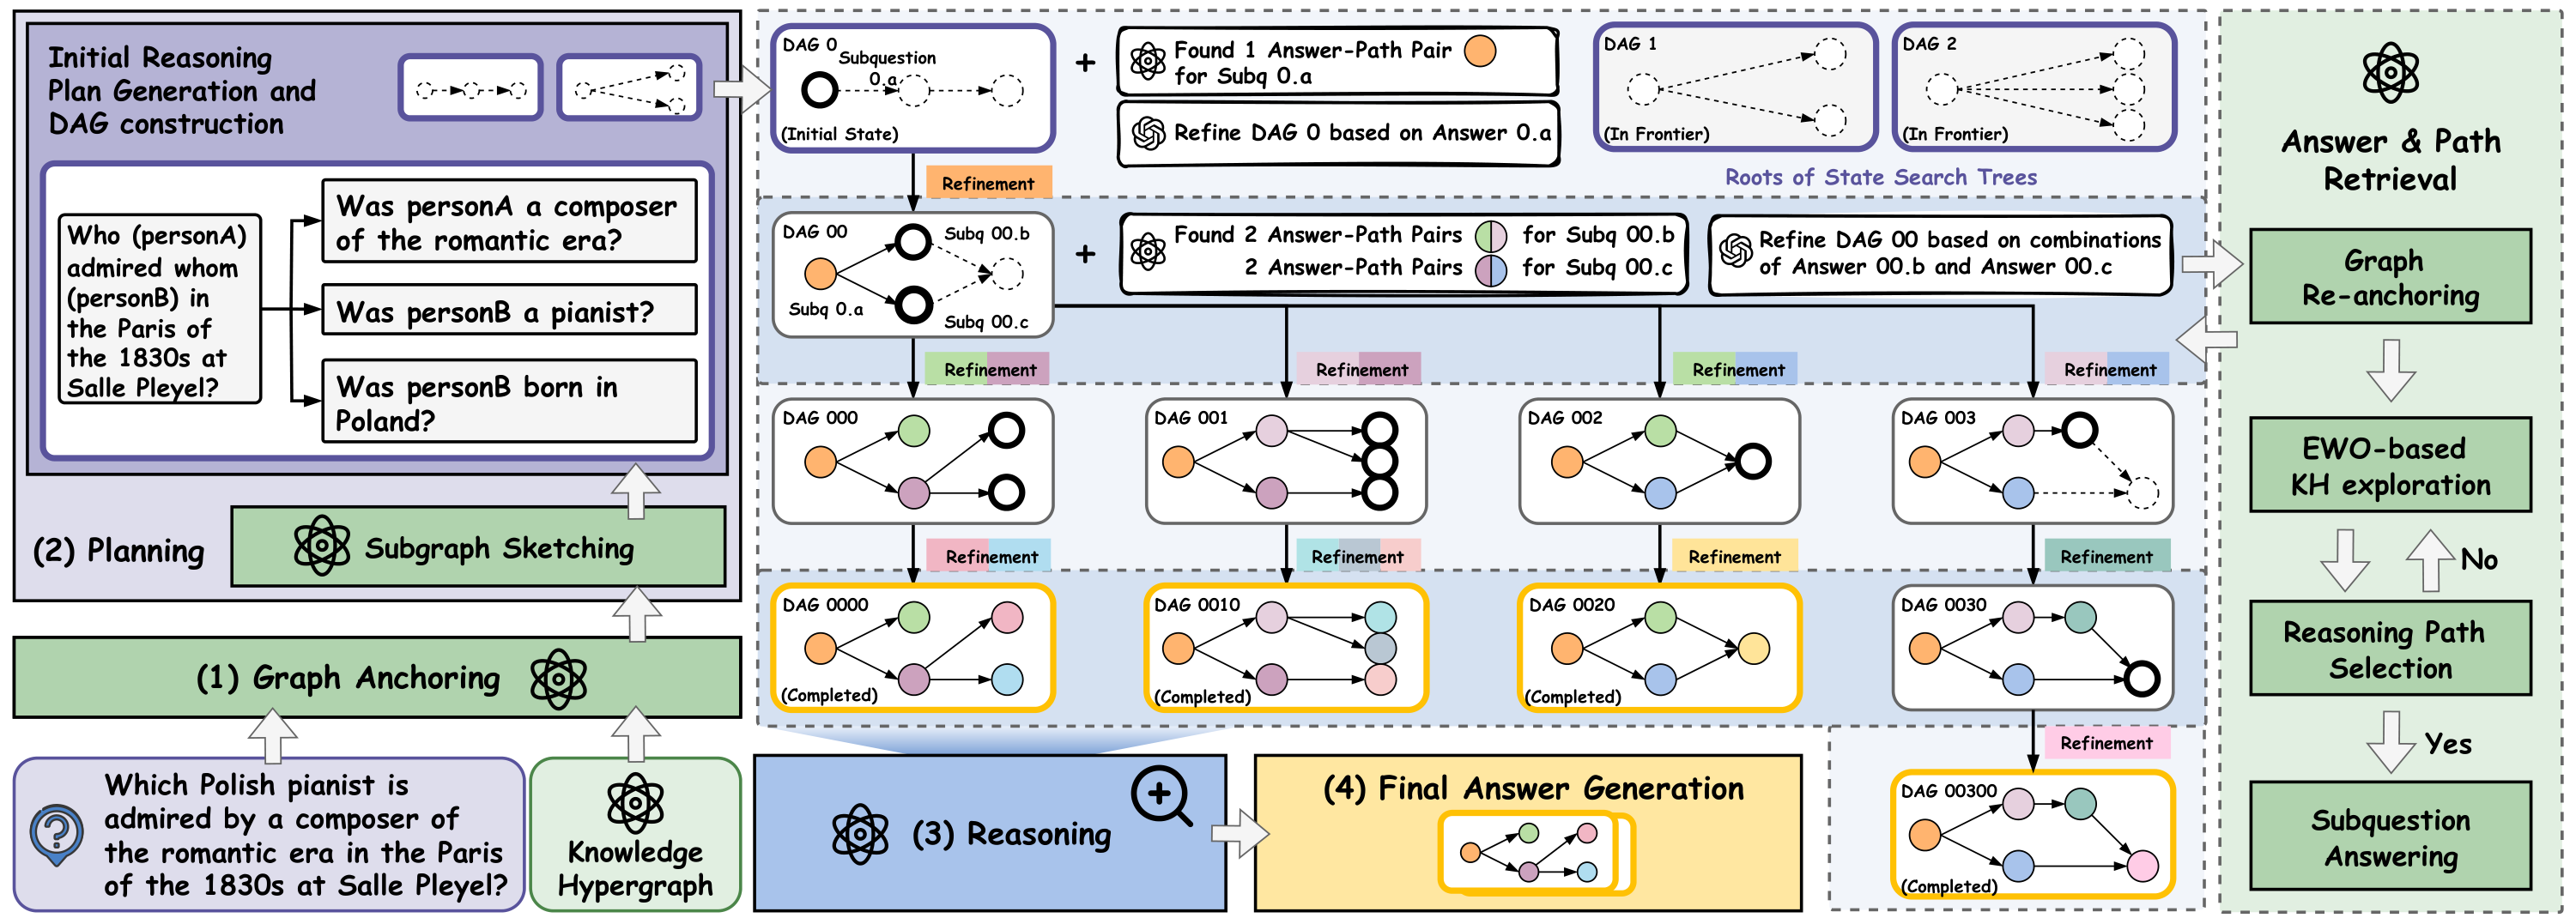 Initial Reasoning
Plan Generation and
DAG construction
Who (personA)
admired whom
(personB) in
the Paris of
the 1830s at
Salle Pleyel?
Was personA a composer
of the romantic era?
Was personB a pianist?
Was personB born in
Poland?
(2) Planning
Subgraph Sketching
(1) Graph Anchoring
Which Polish pianist is
admired by a composer of
the romantic era in the Paris
of the 1830s at Salle Pleyel?
Knowledge
Hypergraph
DAG 0
Subquestion
0.a
(Initial State)
+
Found 1 Answer-Path Pair
for Subq 0.a
Refine DAG 0 based on Answer 0.a
DAG 1
(In Frontier)
DAG 2
(In Frontier)
Roots of State Search Trees
Refinement
DAG 00
Subq 00.b
Subq 0.a
Subq 00.c
+
Found 2 Answer-Path Pairs for Subq 00.b
2 Answer-Path Pairs for Subq 00.c
Refine DAG 00 based on combinations
of Answer 00.b and Answer 00.c
Refinement
Refinement
Refinement
Refinement
DAG 000
DAG 001
DAG 002
DAG 003
Refinement
Refinement
Refinement
Refinement
DAG 0000
(Completed)
DAG 0010
(Completed)
DAG 0020
(Completed)
DAG 0030
Refinement
DAG 00300
(Completed)
(3) Reasoning
(4) Final Answer Generation
Answer & Path
Retrieval
Graph
Re-anchoring
EWO-based
KH exploration
No
Reasoning Path
Selection
Yes
Subquestion
Answering